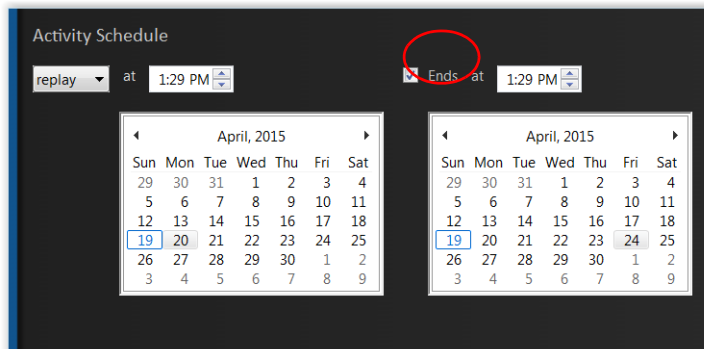 Activity Schedule
replay at 1:29 PM Ends at 1:29 PM
April, 2015
Sun Mon Tue Wed Thu Fri Sat
29 30 31 1 2 3 4
5 6 7 8 9 10 11
12 13 14 15 16 17 18
19 20 21 22 23 24 25
26 27 28 29 30 1 2
3 4 5 6 7 8 9
April, 2015
Sun Mon Tue Wed Thu Fri Sat
29 30 31 1 2 3 4
5 6 7 8 9 10 11
12 13 14 15 16 17 18
19 20 21 22 23 24 25
26 27 28 29 30 1 2
3 4 5 6 7 8 9